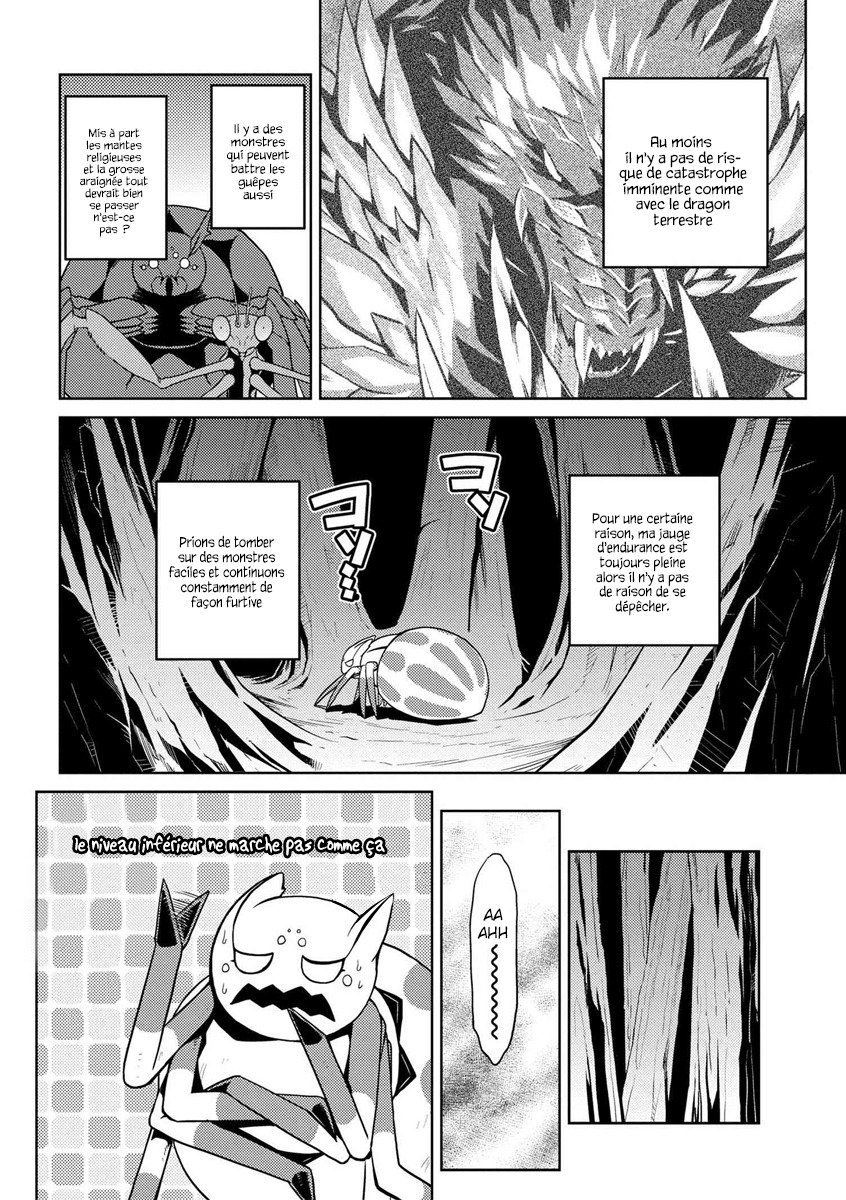 Au moins
il n'y a pas de ris-
que de catastrophe
imminente comme
avec le dragon
terrestre
Il y a des
monstres
qui peuvent
battre les
guêpes
aussi
Mis à part
les mantes
religieuses
et la grosse
araignée tout
devrait bien
se passer
n'est-ce
pas ?
Pour une certaine
raison, ma jauge
d'endurance est
toujours pleine
alors il n'y a pas
de raison de se
dépêcher.
コソ
コソ...
Prions de tomber
sur des monstres
faciles et continuons
constamment de
façon furtive
AA
AHH
le niveau inférieur ne marche pas comme ça